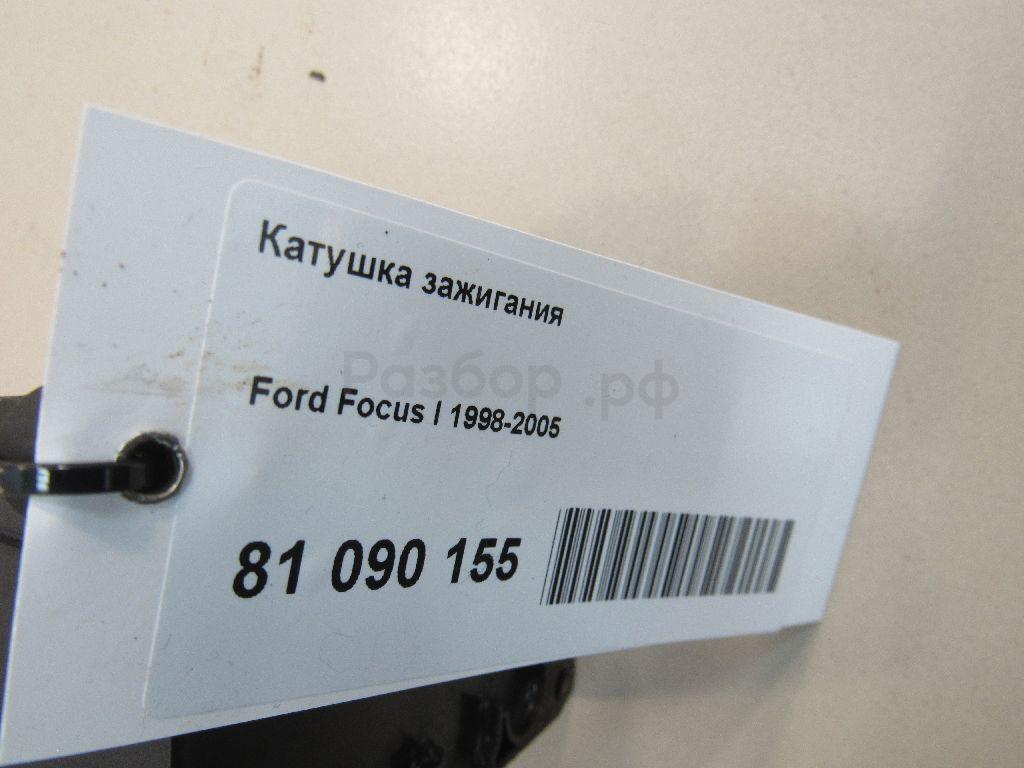 Катушка зажигания
Разбор.рф
Ford Focus I 1998-2005
81 090 155